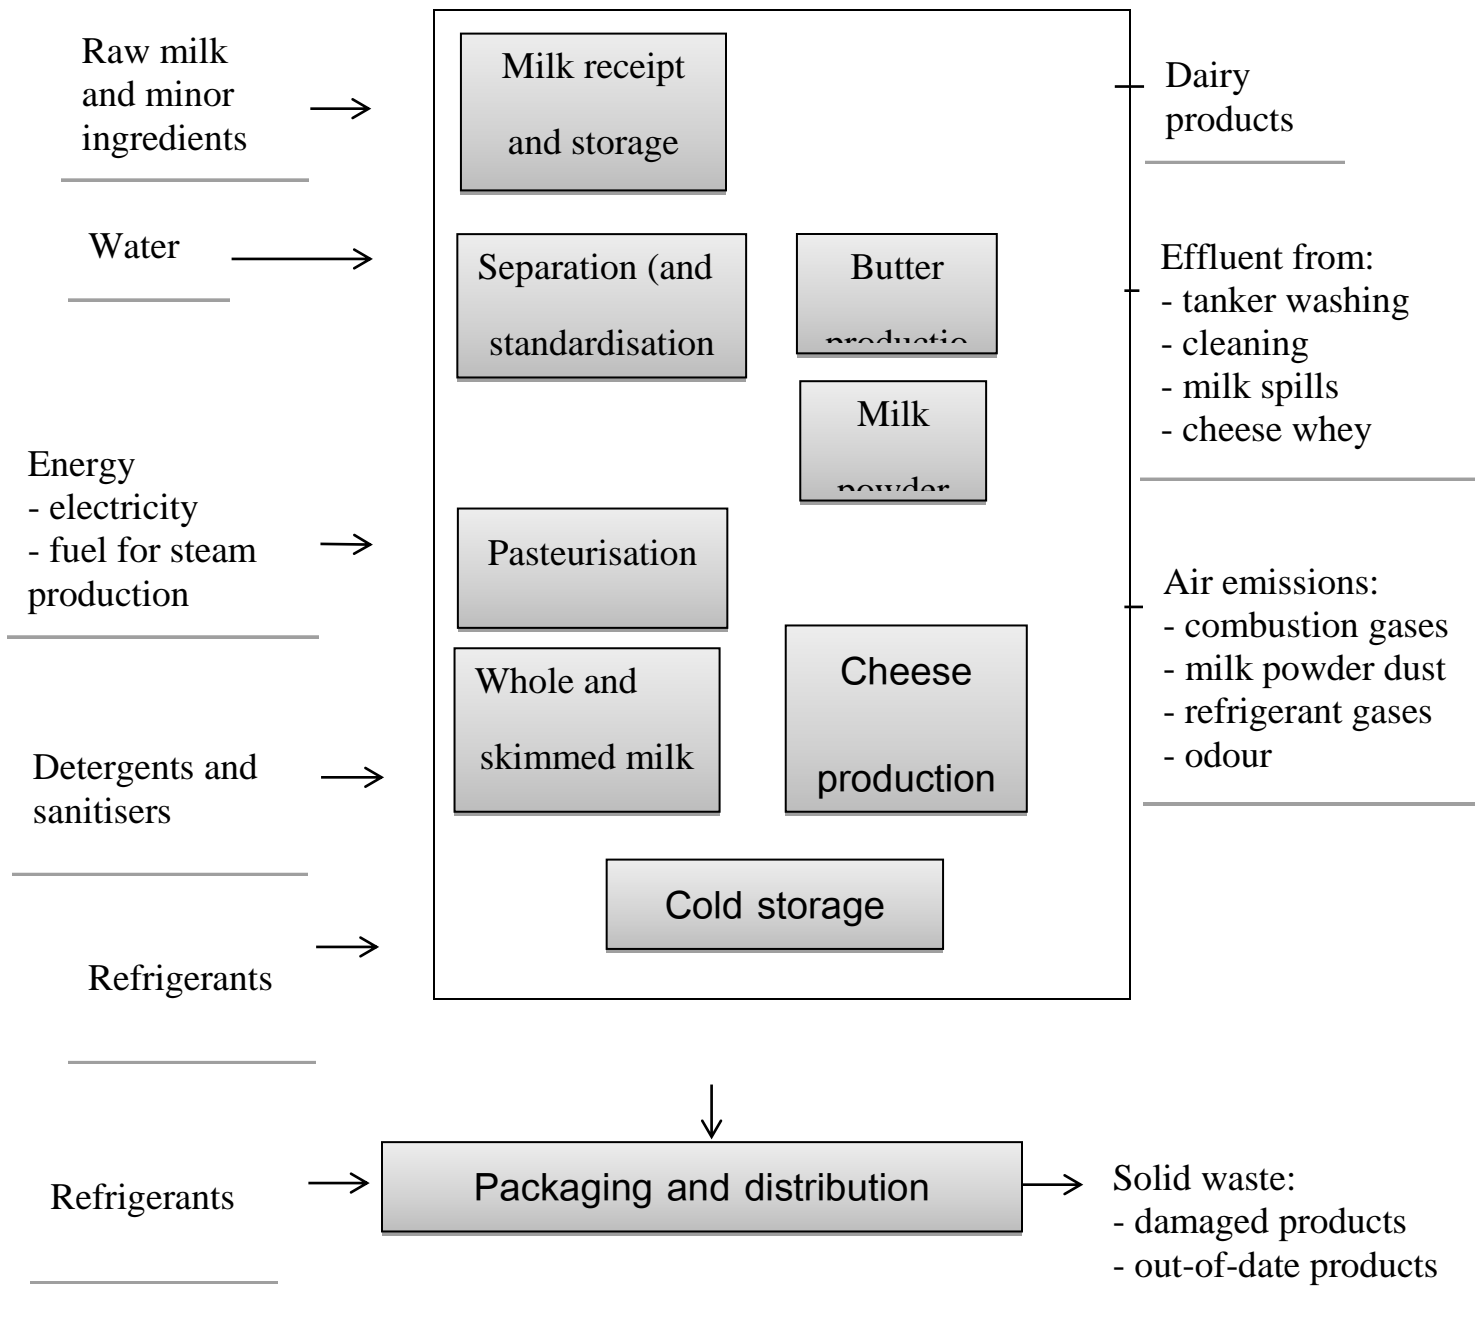 Raw milk
and minor
ingredients
Water
Energy
- electricity
- fuel for steam
production
Detergents and
sanitisers
Refrigerants
Refrigerants
Milk receipt
and storage
Separation (and
standardisation
Butter
productio
Milk
powder
Pasteurisation
Whole and
skimmed milk
Cheese
production
Cold storage
Packaging and distribution
Dairy
products
Effluent from:
- tanker washing
- cleaning
- milk spills
- cheese whey
Air emissions:
- combustion gases
- milk powder dust
- refrigerant gases
- odour
Solid waste:
- damaged products
- out-of-date products